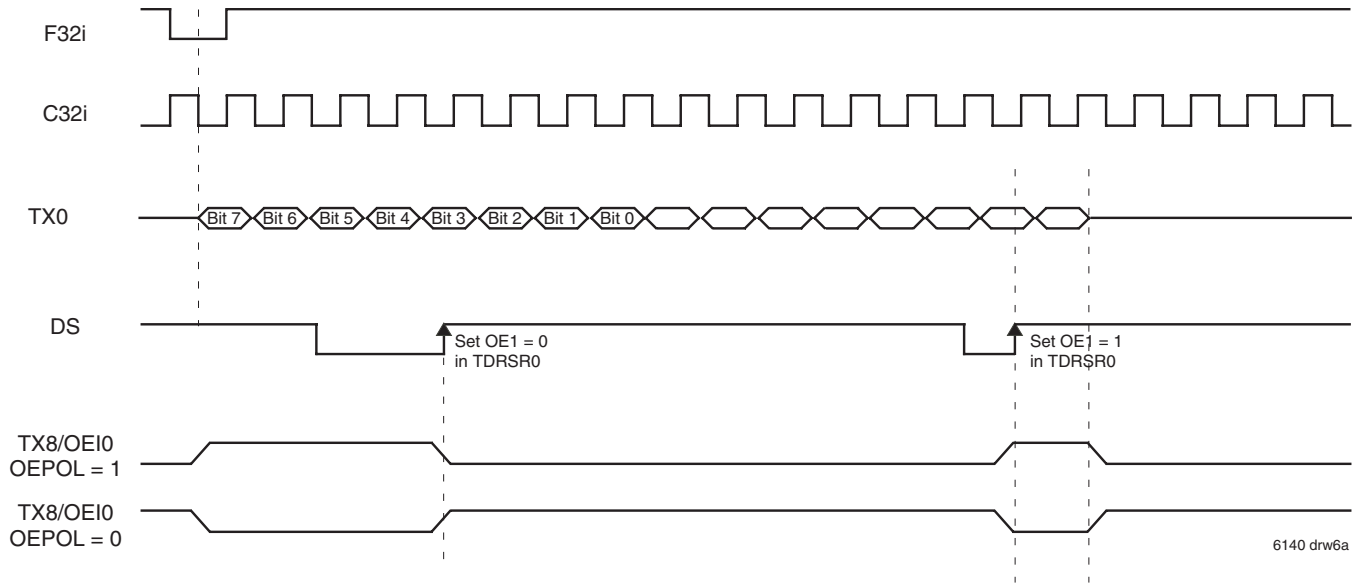 F32i
C32i
TX0
Bit 7 Bit 6 Bit 5 Bit 4 Bit 3 Bit 2 Bit 1 Bit 0
DS
Set OE1 = 0
in TDRSR0
Set OE1 = 1
in TDRSR0
TX8/OEI0
OEPOL = 1
TX8/OEI0
OEPOL = 0
6140 drw6a